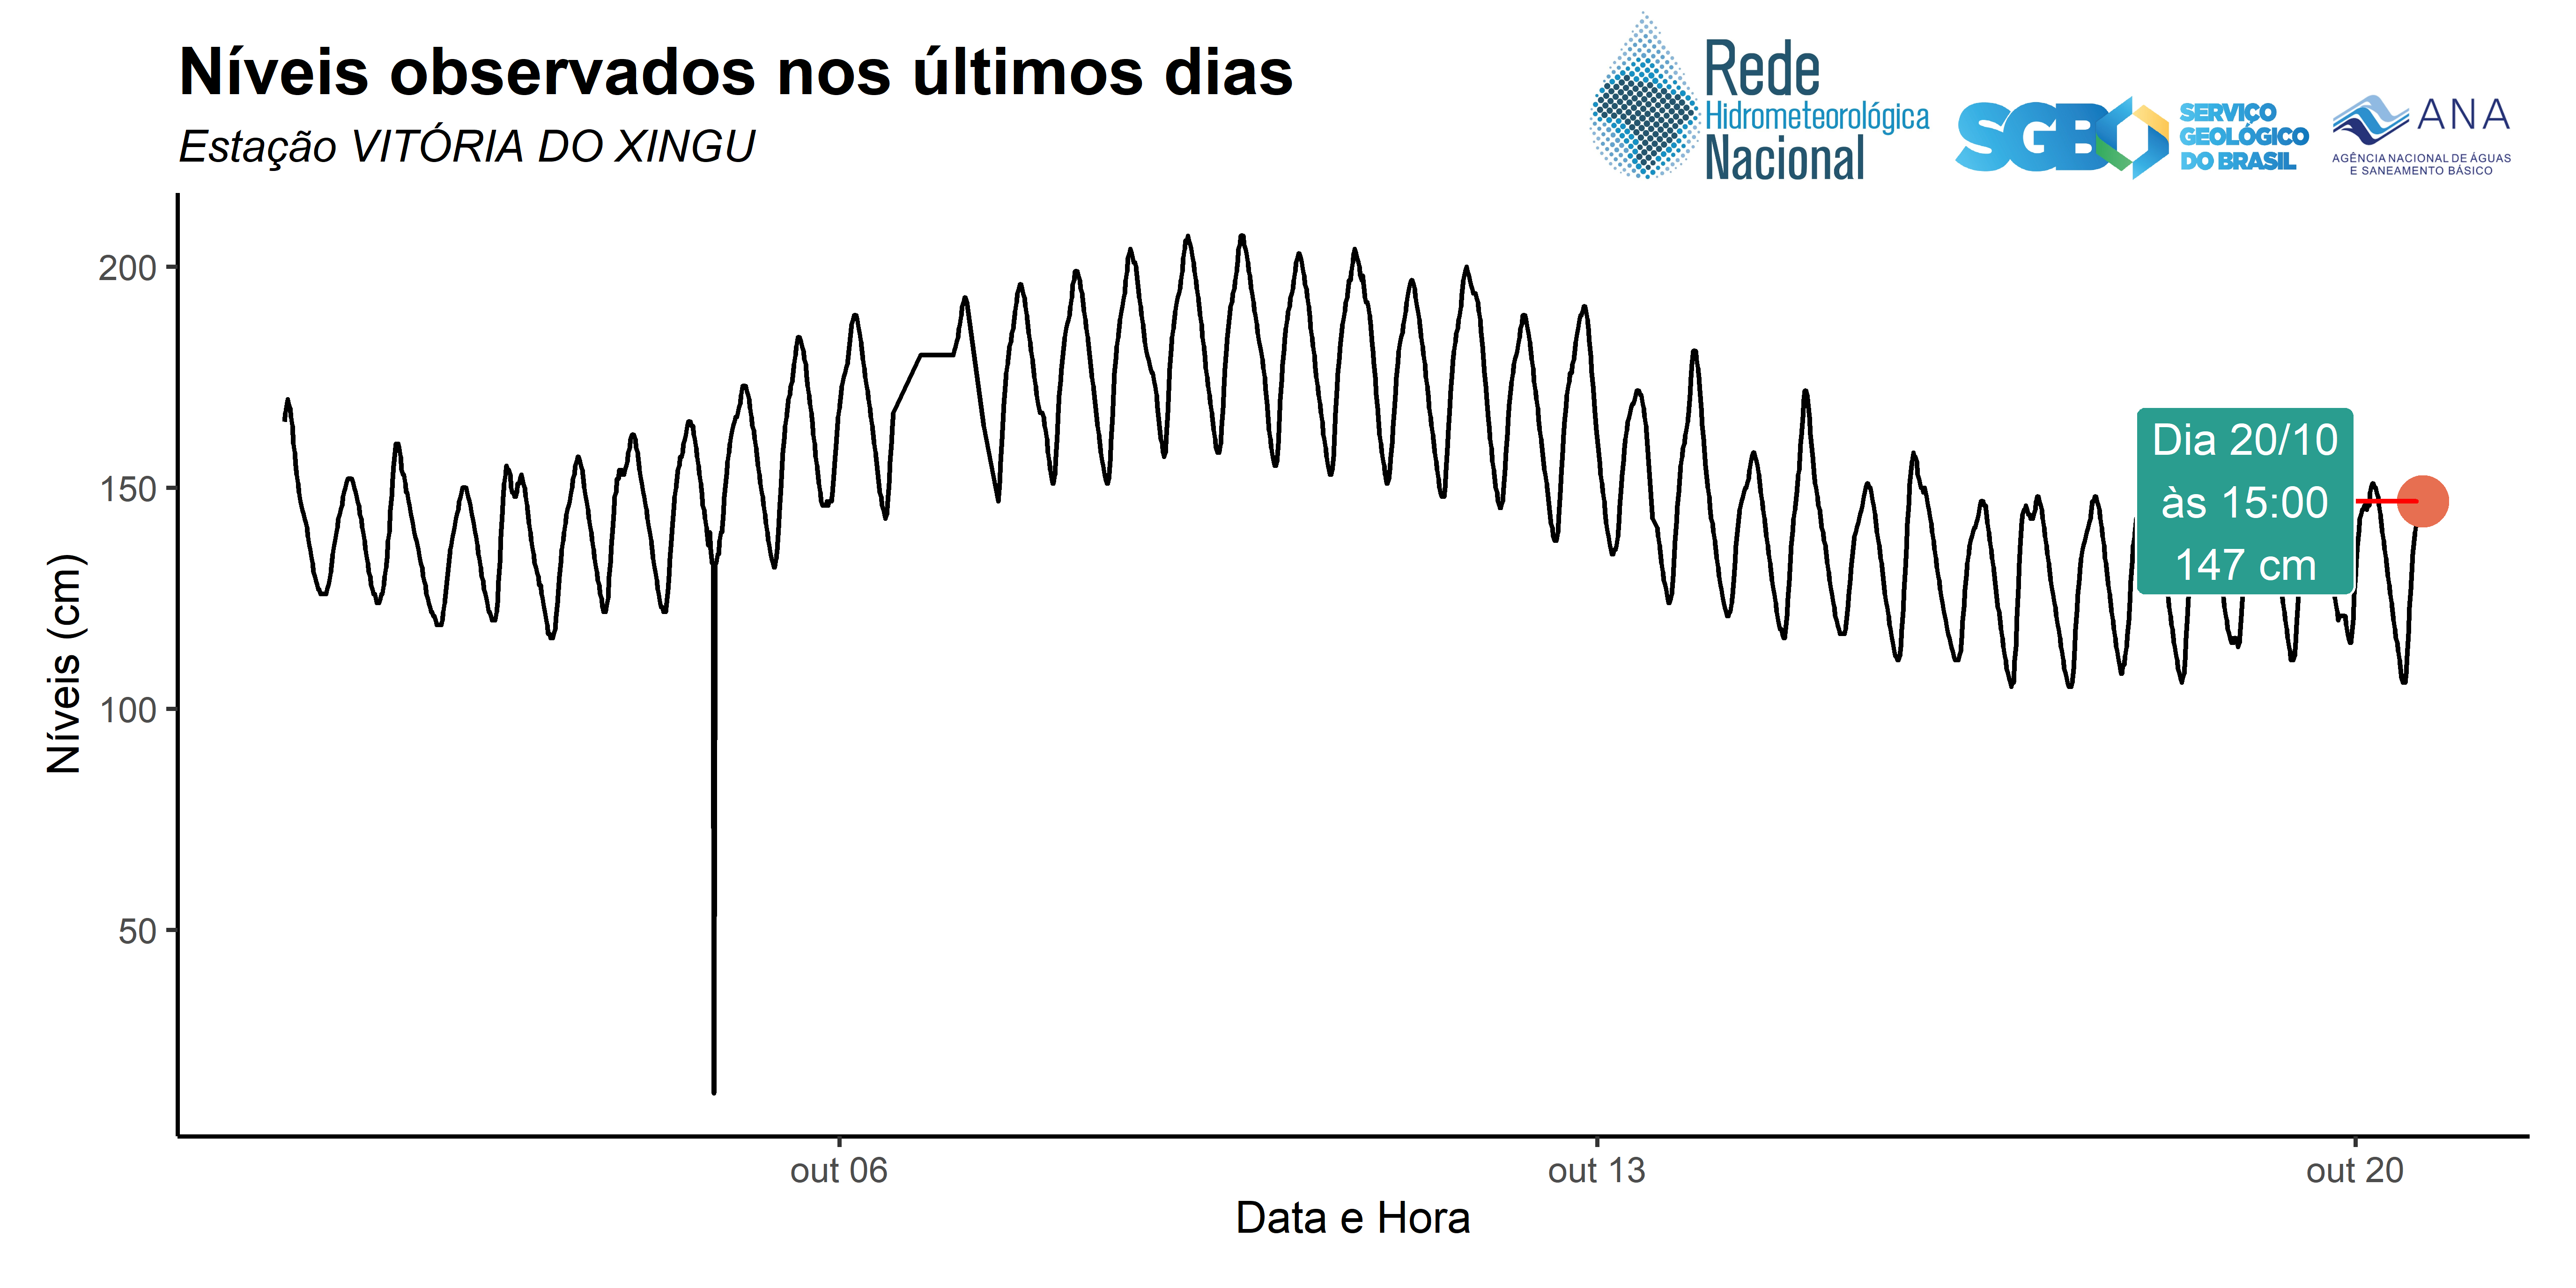 Níveis observados nos últimos dias
Estação VITÓRIA DO XINGU
Rede
Hidrometeorológica
Nacional
SGB
SERVIÇO
GEOLÓGICO
DO BRASIL
ANA
AGÊNCIA NACIONAL DE ÁGUAS
E SANEAMENTO BÁSICO
Níveis (cm)
200
150
100
50
Dia 20/10
às 15:00
147 cm
out 06
out 13
out 20
Data e Hora